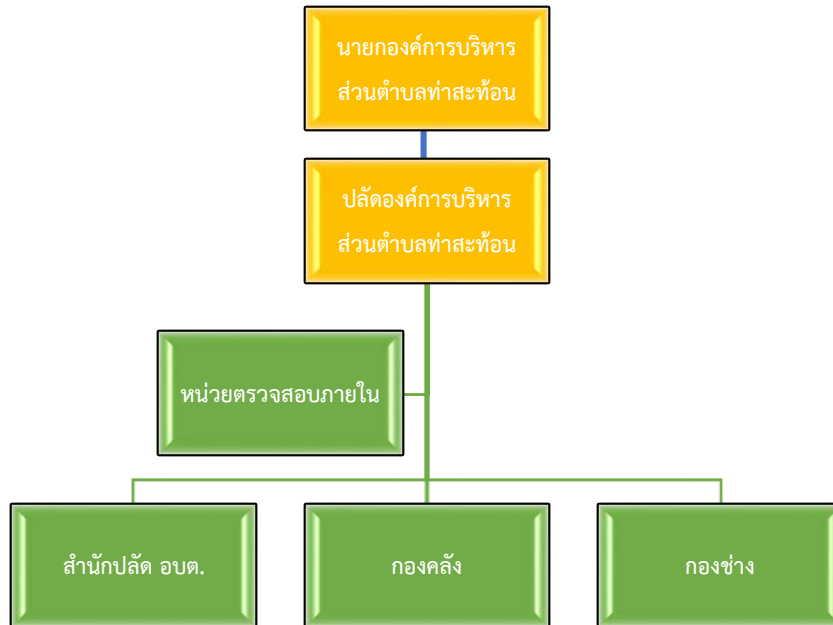 นายกองค์การบริหาร
ส่วนตำบลท่าสะท้อน
ปลัดองค์การบริหาร
ส่วนตำบลท่าสะท้อน
หน่วยตรวจสอบภายใน
สำนักปลัด อบต.
กองคลัง
กองช่าง